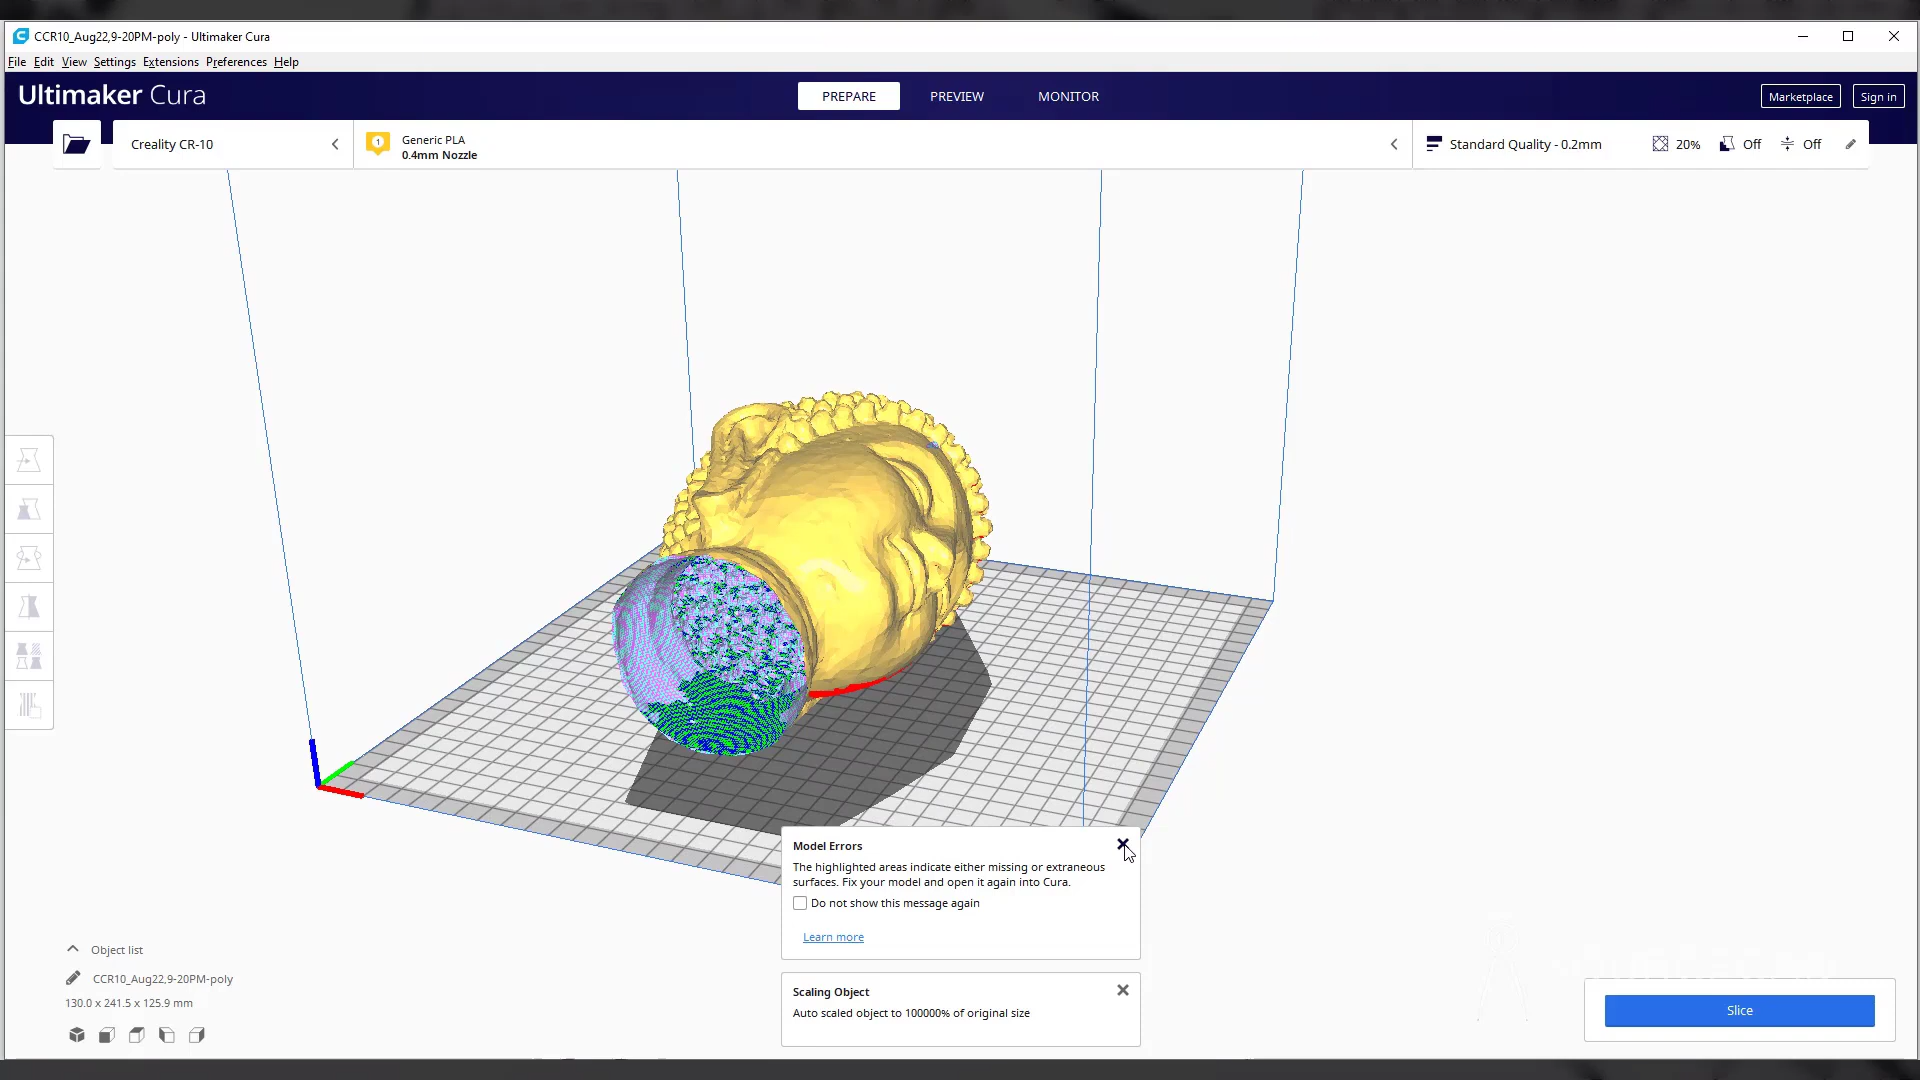 CCR10_Aug22,9-20PM-poly - Ultimaker Cura
File Edit View Settings Extensions Preferences Help
Ultimaker Cura
PREPARE
PREVIEW
MONITOR
Marketplace
Sign in
Creality CR-10
1
Generic PLA
0.4mm Nozzle
Standard Quality - 0.2mm
20%
Off
Off
Model Errors
The highlighted areas indicate either missing or extraneous
surfaces. Fix your model and open it again into Cura.
Do not show this message again
Learn more
Object list
CCR10_Aug22,9-20PM-poly
130.0 x 241.5 x 125.9 mm
Scaling Object
Auto scaled object to 100000% of original size
Slice